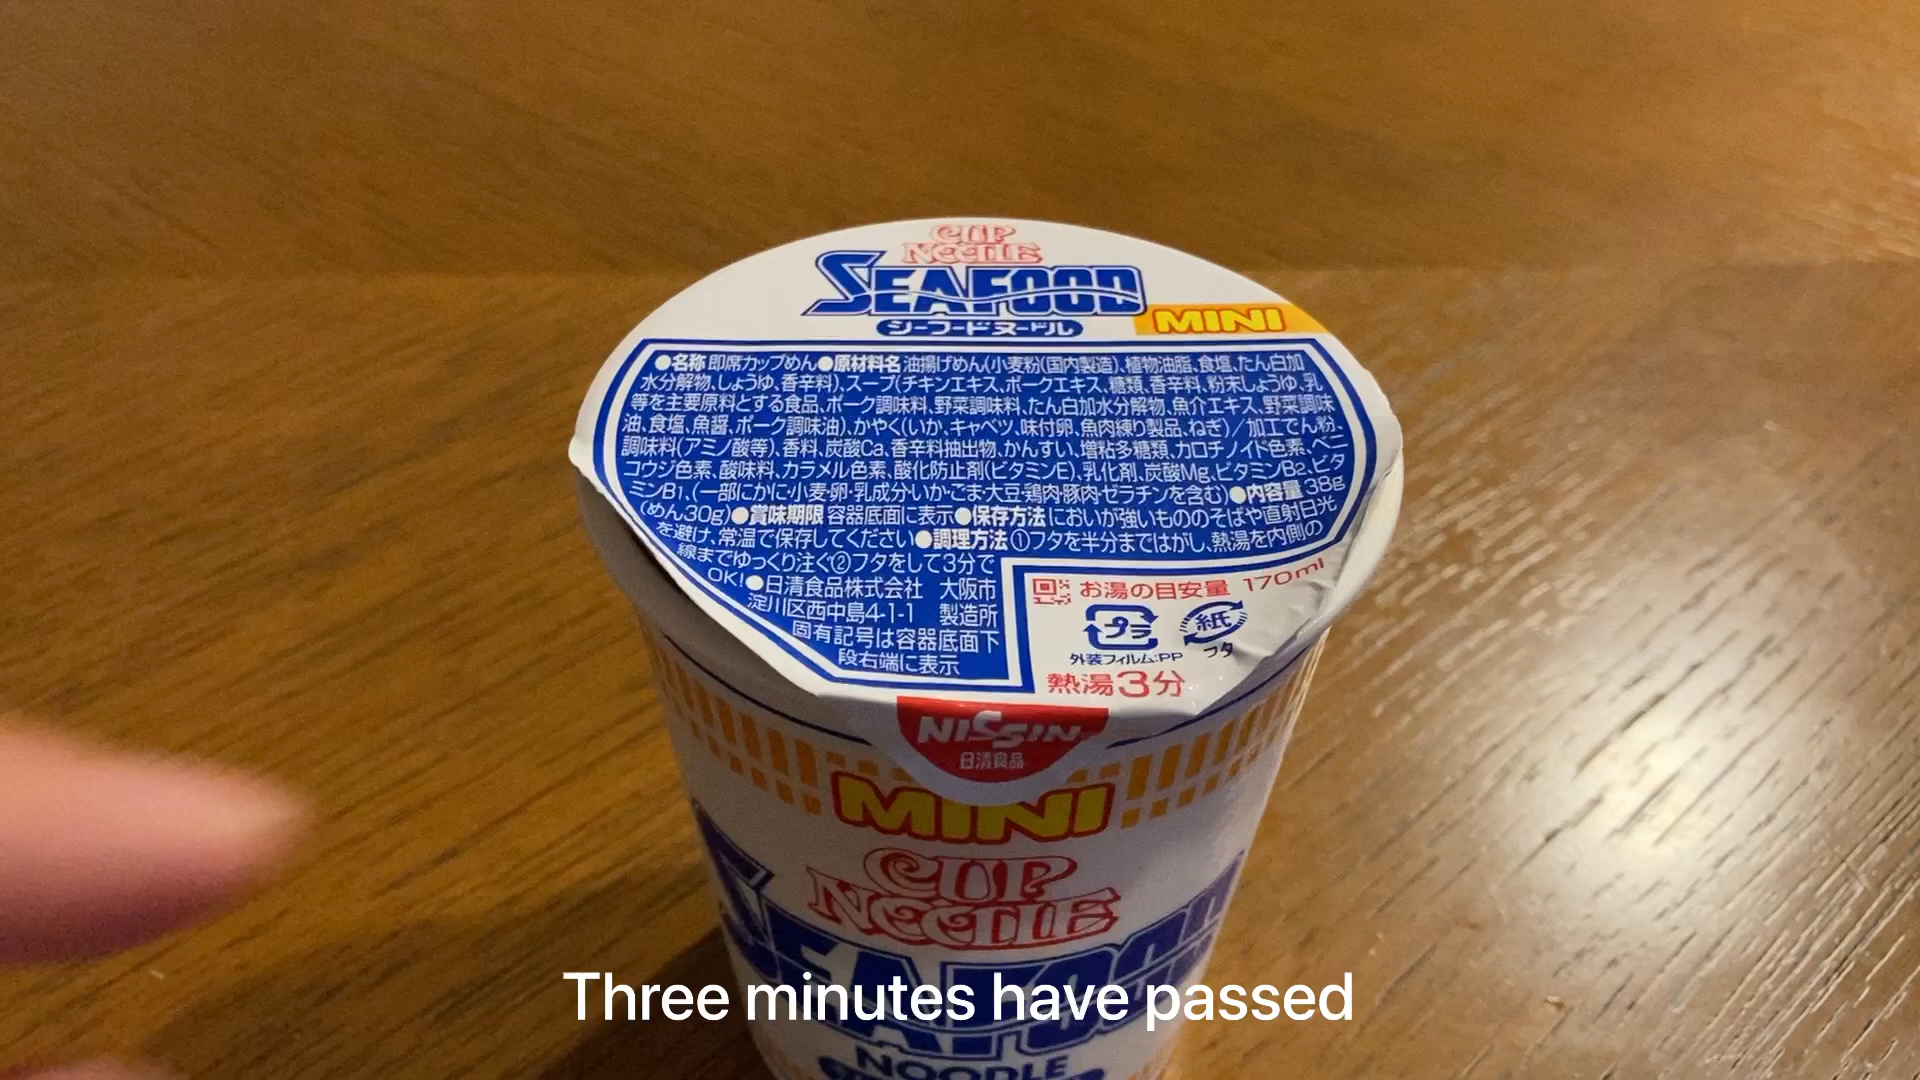 CUP
NOODLE
SEAFOOD
シーフードヌードル
MINI
●名称 即席カップめん●原材料名 油揚げめん(小麦粉(国内製造)、植物油脂、食塩、たん白加
水分解物、しょうゆ、香辛料)、スープ(チキンエキス、ポークエキス、糖類、香辛料、粉末しょうゆ、乳
等を主要原料とする食品、ポーク調味料、野菜調味料、たん白加水分解物、魚介エキス、野菜調味
油、食塩、魚醤、ポーク調味油)、かやく(いか、キャベツ、味付卵、魚肉練り製品、ねぎ)／加工でん粉、
調味料(アミノ酸等)、香料、炭酸Ca、香辛料抽出物、かんすい、増粘多糖類、カロチノイド色素、ベニ
コウジ色素、酸味料、カラメル色素、酸化防止剤(ビタミンE)、乳化剤、炭酸Mg、ビタミンB2、ビタ
ミンB1、(一部にかに・小麦・卵・乳成分・いか・ごま・大豆・鶏肉・豚肉・ゼラチンを含む)●内容量 38g
(めん30g)●賞味期限 容器底面に表示●保存方法 においが強いもののそばや直射日光
を避け、常温で保存してください●調理方法 ①フタを半分まではがし、熱湯を内側の
線までゆっくり注ぐ②フタをして3分で
OK!●日清食品株式会社 大阪市
淀川区西中島4-1-1 製造所
固有記号は容器底面下
段右端に表示
お湯の目安量 170ml
プラ
紙
外装フィルム:PP
フタ
熱湯3分
NISSIN
日清食品
MINI
CUP
NOODLE
SEAFOOD
NOODLE
Three minutes have passed